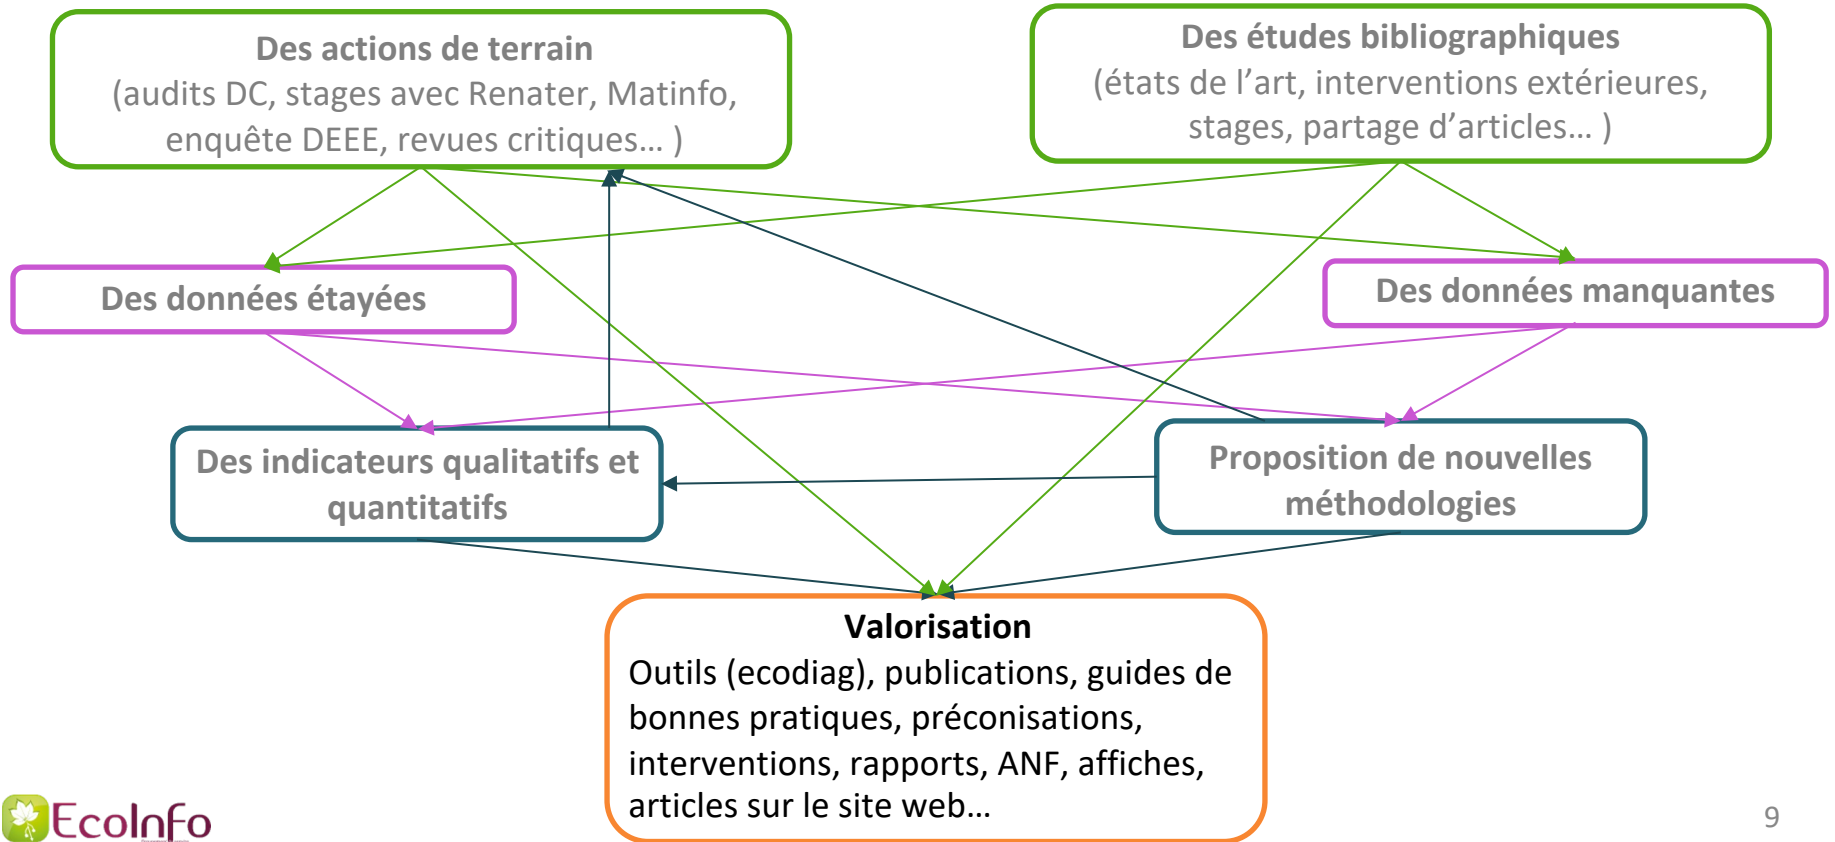 Des actions de terrain
(audits DC, stages avec Renater, Matinfo,
enquête DEEE, revues critiques… )
Des études bibliographiques
(états de l’art, interventions extérieures,
stages, partage d’articles… )
Des données étayées
Des données manquantes
Des indicateurs qualitatifs et
quantitatifs
Proposition de nouvelles
méthodologies
Valorisation
Outils (ecodiag), publications, guides de
bonnes pratiques, préconisations,
interventions, rapports, ANF, affiches,
articles sur le site web…
EcoInfo
9